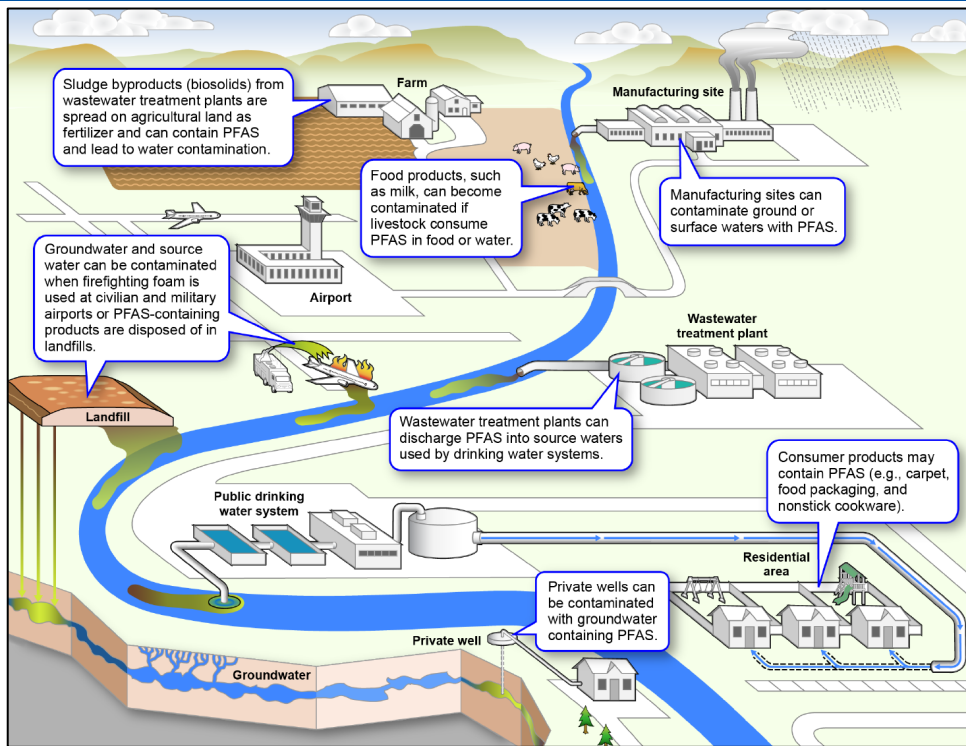 Sludge byproducts (biosolids) from
wastewater treatment plants are
spread on agricultural land as
fertilizer and can contain PFAS
and lead to water contamination.
Farm
Manufacturing site
Food products, such
as milk, can become
contaminated if
livestock consume
PFAS in food or water.
Manufacturing sites can
contaminate ground or
surface waters with PFAS.
Groundwater and source
water can be contaminated
when firefighting foam is
used at civilian and military
airports or PFAS-containing
products are disposed of in
landfills.
Airport
Wastewater
treatment plant
Landfill
Wastewater treatment plants can
discharge PFAS into source waters
used by drinking water systems.
Consumer products may
contain PFAS (e.g., carpet,
food packaging, and
nonstick cookware).
Public drinking
water system
Residential
area
Private wells can
be contaminated
with groundwater
containing PFAS.
Private well
Groundwater